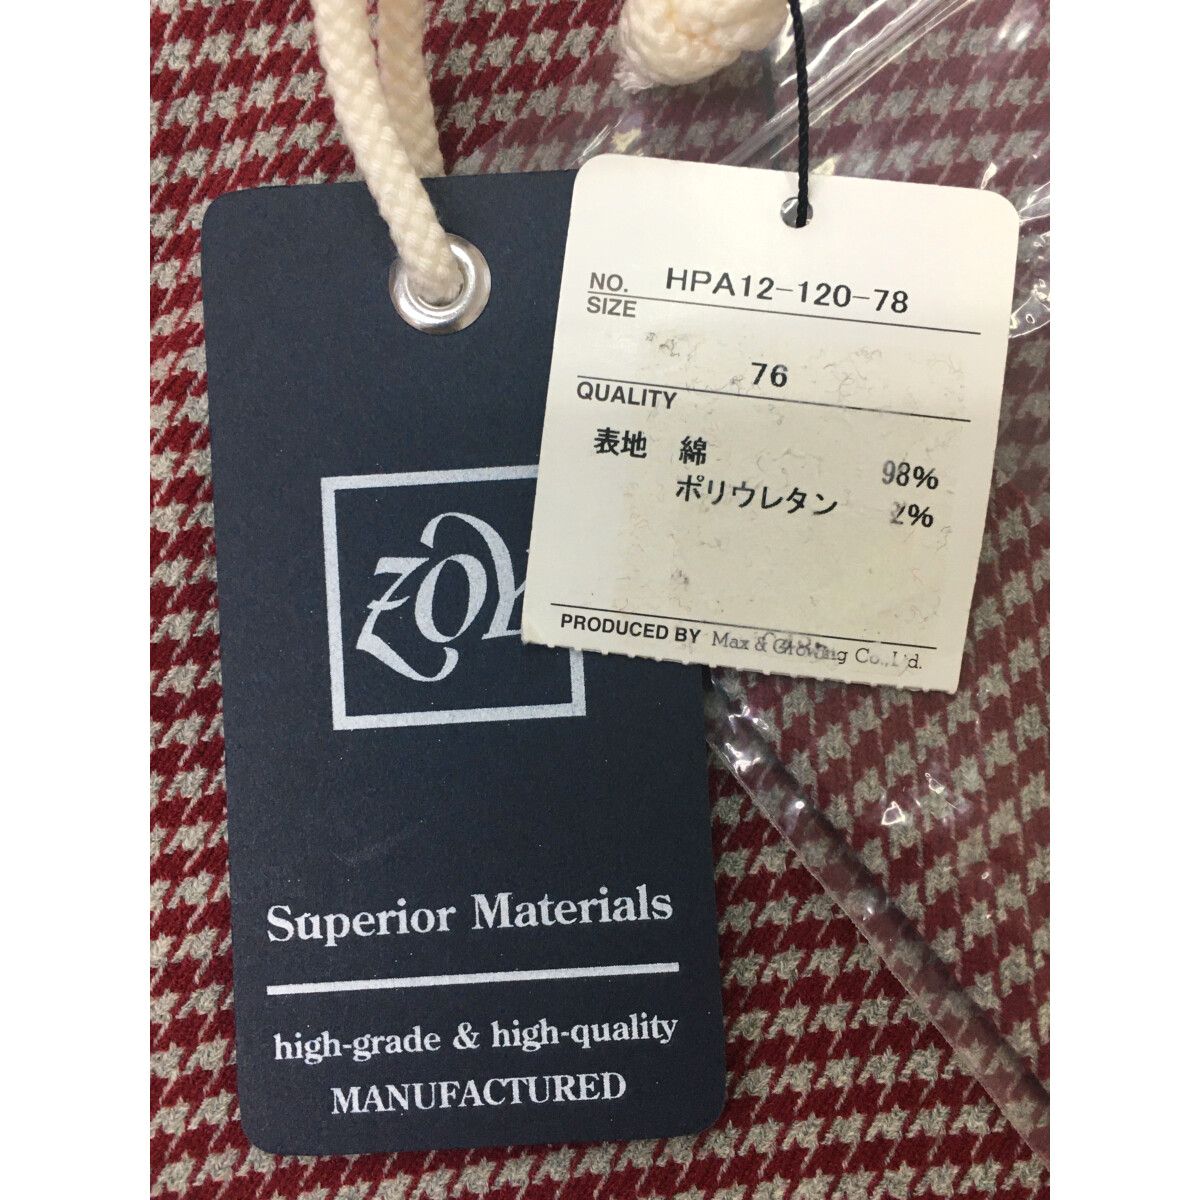 NO. HPA12-120-78
SIZE
76
QUALITY
表地 綿 98%
ポリウレタン 2%
PRODUCED BY Max & Growing Co.,Ltd.
ZOY
Superior Materials
high-grade & high-quality
MANUFACTURED